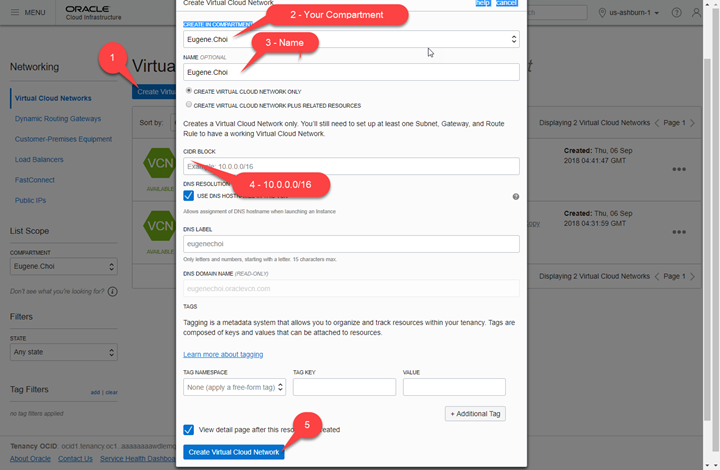 MENU
ORACLE
Cloud Infrastructure
us-ashburn-1
Networking
Virtual Cloud Networks
Dynamic Routing Gateways
Customer-Premises Equipment
Load Balancers
FastConnect
Public IPs
List Scope
COMPARTMENT
Eugene.Choi
Don't see what you're looking for?
Filters
STATE
Any state
Tag Filters
add | clear
no tag filters applied
Tenancy OCID: ocid1.tenancy.oc1..
About Oracle
Contact Us
Service Health Dashboa
1
Virtual
Create Virtu
Sort by:
VCN
AVAILABLE
VCN
AVAILABLE
Create Virtual Cloud Network
help
cancel
CREATE IN COMPARTMENT
2 - Your Compartment
Eugene.Choi
3 - Name
NAME OPTIONAL
Eugene.Choi
CREATE VIRTUAL CLOUD NETWORK ONLY
CREATE VIRTUAL CLOUD NETWORK PLUS RELATED RESOURCES
Creates a Virtual Cloud Network only. You'll still need to set up at least one Subnet, Gateway, and Route
Rule to have a working Virtual Cloud Network.
CIDR BLOCK
Example: 10.0.0.0/16
4 - 10.0.0.0/16
DNS RESOLUTION
USE DNS
Allows assignment of DNS hostname when launching an Instance
DNS LABEL
eugenechoi
Only letters and numbers, starting with a letter. 15 characters max.
DNS DOMAIN NAME (READ-ONLY)
eugenechoi.oraclevcn.com
TAGS
Tagging is a metadata system that allows you to organize and track resources within your tenancy. Tags are
composed of keys and values that can be attached to resources.
Learn more about tagging
TAG NAMESPACE
TAG KEY
VALUE
None (apply a free-form tag)
+ Additional Tag
View detail page after this
5
Create Virtual Cloud Network
Displaying 2 Virtual Cloud Networks
Page 1
Created: Thu, 06 Sep
2018 04:41:47 GMT
Created: Thu, 06 Sep
2018 04:31:59 GMT
Displaying 2 Virtual Cloud Networks
Page 1